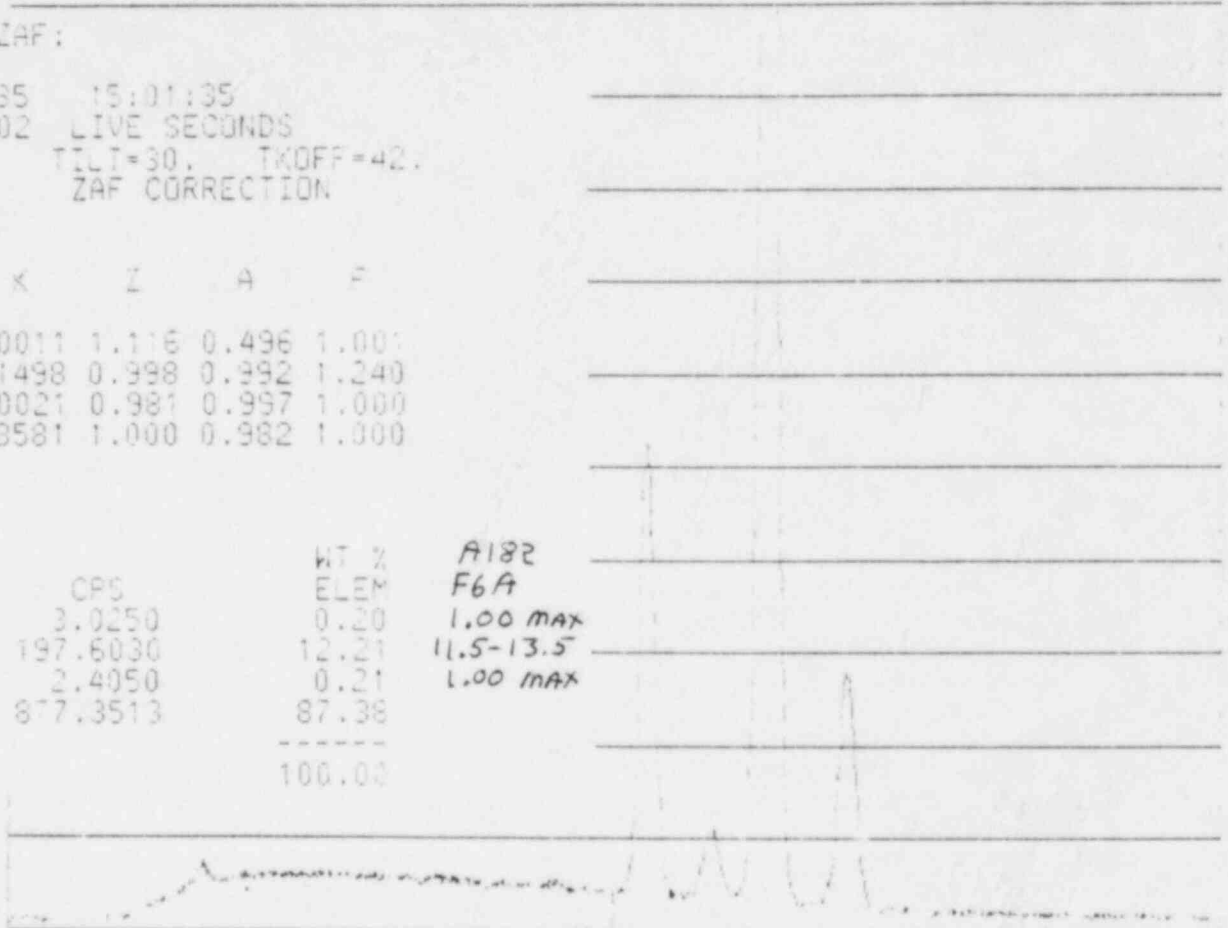 ZAF:
85 15:01:35
02 LIVE SECONDS
TILT=30. TKOFF=42.
ZAF CORRECTION
K Z A F
0011 1.116 0.496 1.001
1498 0.998 0.992 1.240
0021 0.981 0.997 1.000
8581 1.000 0.982 1.000
WT % A182
CPS ELEM F6A
3.0250 0.20 1.00 MAX
197.6030 12.21 11.5-13.5
2.4050 0.21 1.00 MAX
877.3513 87.38
------
100.00